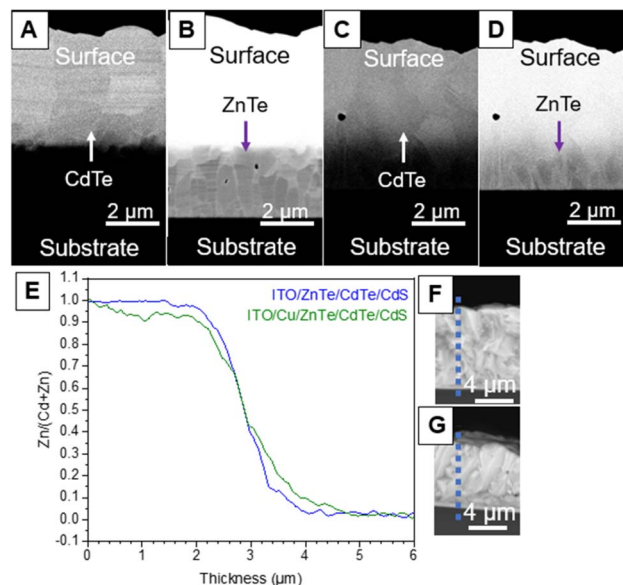 A
B
C
D
Surface
Surface
Surface
Surface
ZnTe
ZnTe
CdTe
CdTe
2 µm
2 µm
2 µm
2 µm
Substrate
Substrate
Substrate
Substrate
E
F
G
ITO/ZnTe/CdTe/CdS
ITO/Cu/ZnTe/CdTe/CdS
1.1
1.0
0.9
0.8
0.7
0.6
0.5
0.4
0.3
0.2
0.1
0.0
-0.1
Zn/(Cd+Zn)
0
1
2
3
4
5
6
Thickness (µm)
4 µm
4 µm